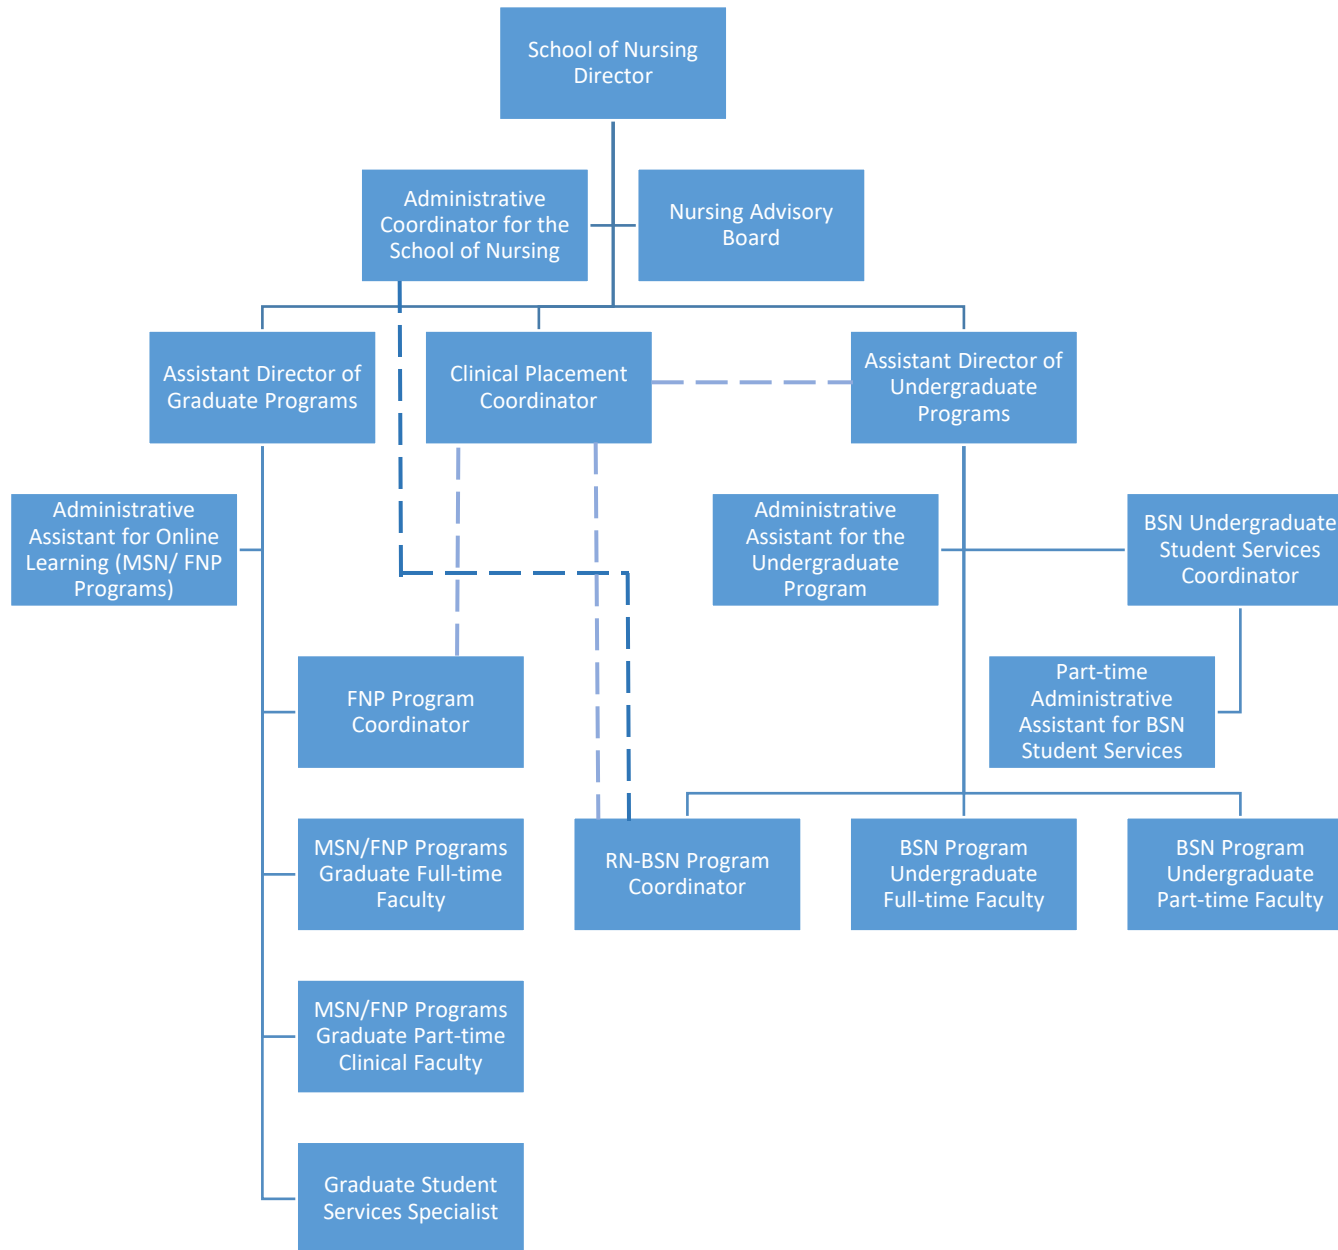 School of Nursing
Director
Administrative
Coordinator for the
School of Nursing
Nursing Advisory
Board
Assistant Director of
Graduate Programs
Clinical Placement
Coordinator
Assistant Director of
Undergraduate
Programs
Administrative
Assistant for Online
Learning (MSN/ FNP
Programs)
Administrative
Assistant for the
Undergraduate
Program
BSN Undergraduate
Student Services
Coordinator
FNP Program
Coordinator
Part-time
Administrative
Assistant for BSN
Student Services
MSN/FNP Programs
Graduate Full-time
Faculty
RN-BSN Program
Coordinator
BSN Program
Undergraduate
Full-time Faculty
BSN Program
Undergraduate
Part-time Faculty
MSN/FNP Programs
Graduate Part-time
Clinical Faculty
Graduate Student
Services Specialist